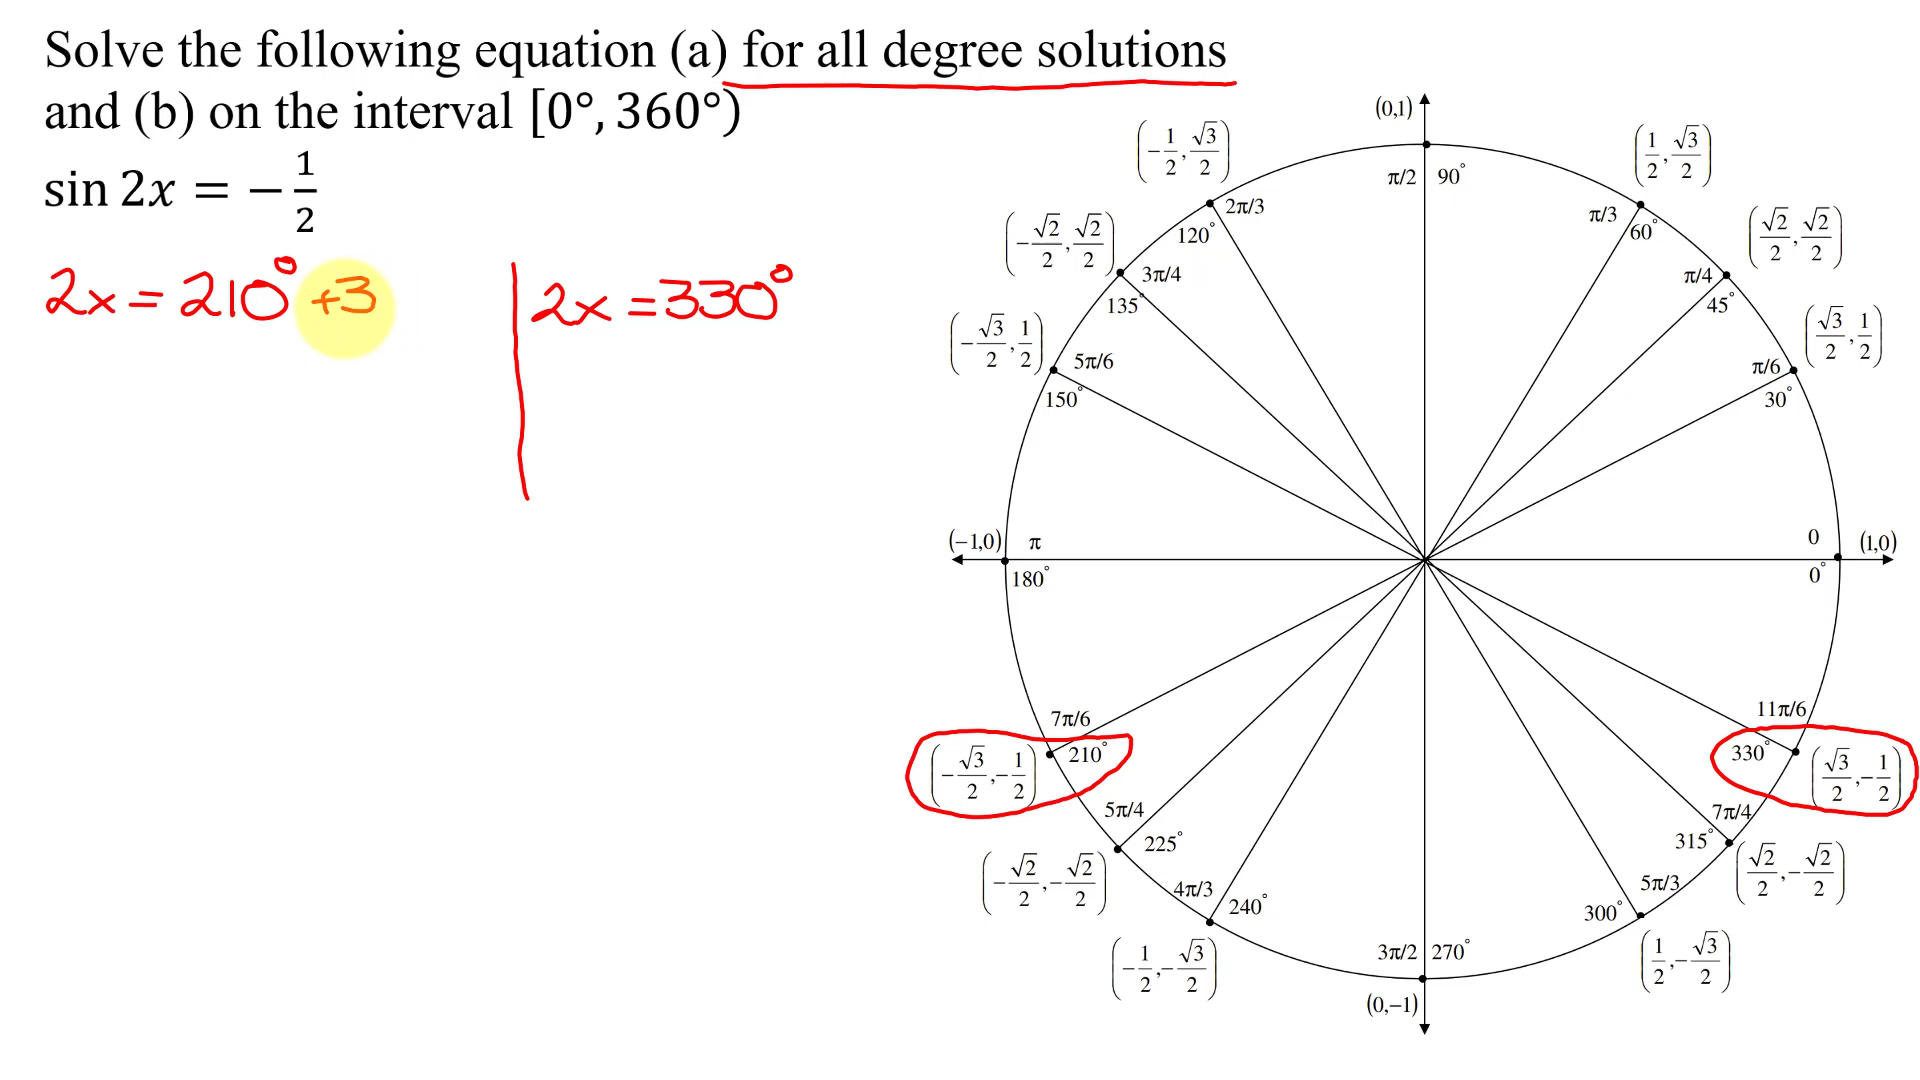 Solve the following equation (a) for all degree solutions
and (b) on the interval [0°, 360°)
sin 2x = −1/2
2x = 210° +3
2x = 330°
(0,1)
π/2 90°
(−1/2, √3/2)
2π/3
120°
(1/2, √3/2)
π/3
60°
(−√2/2, √2/2)
3π/4
135°
(√2/2, √2/2)
π/4
45°
(−√3/2, 1/2)
5π/6
150°
(√3/2, 1/2)
π/6
30°
(−1,0) π
180°
0 (1,0)
0°
7π/6
210°
(−√3/2, −1/2)
11π/6
330°
(√3/2, −1/2)
5π/4
225°
(−√2/2, −√2/2)
7π/4
315°
(√2/2, −√2/2)
4π/3
240°
(−1/2, −√3/2)
5π/3
300°
(1/2, −√3/2)
3π/2 270°
(0,−1)